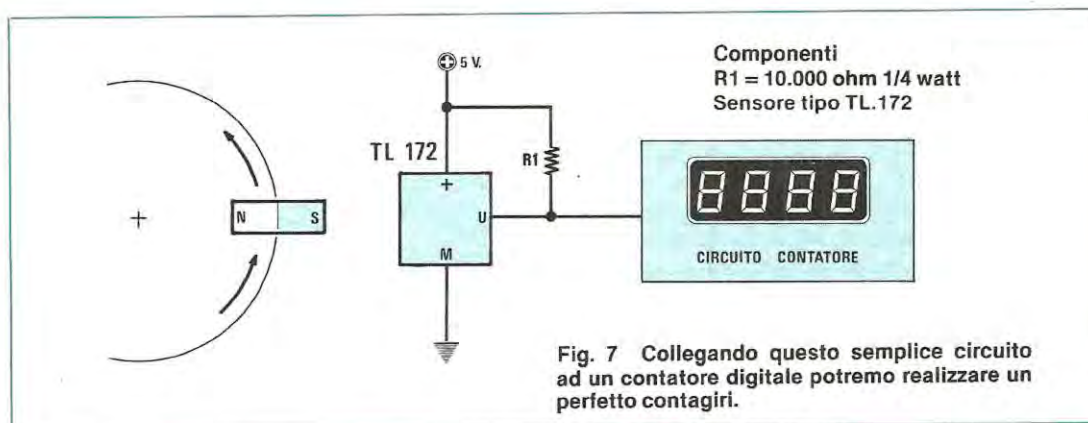 5 V.
Componenti
R1 = 10.000 ohm 1/4 watt
Sensore tipo TL.172
TL 172
R1
+
U
M
N S
8888
CIRCUITO CONTATORE
Fig. 7 Collegando questo semplice circuito
ad un contatore digitale potremo realizzare un
perfetto contagiri.